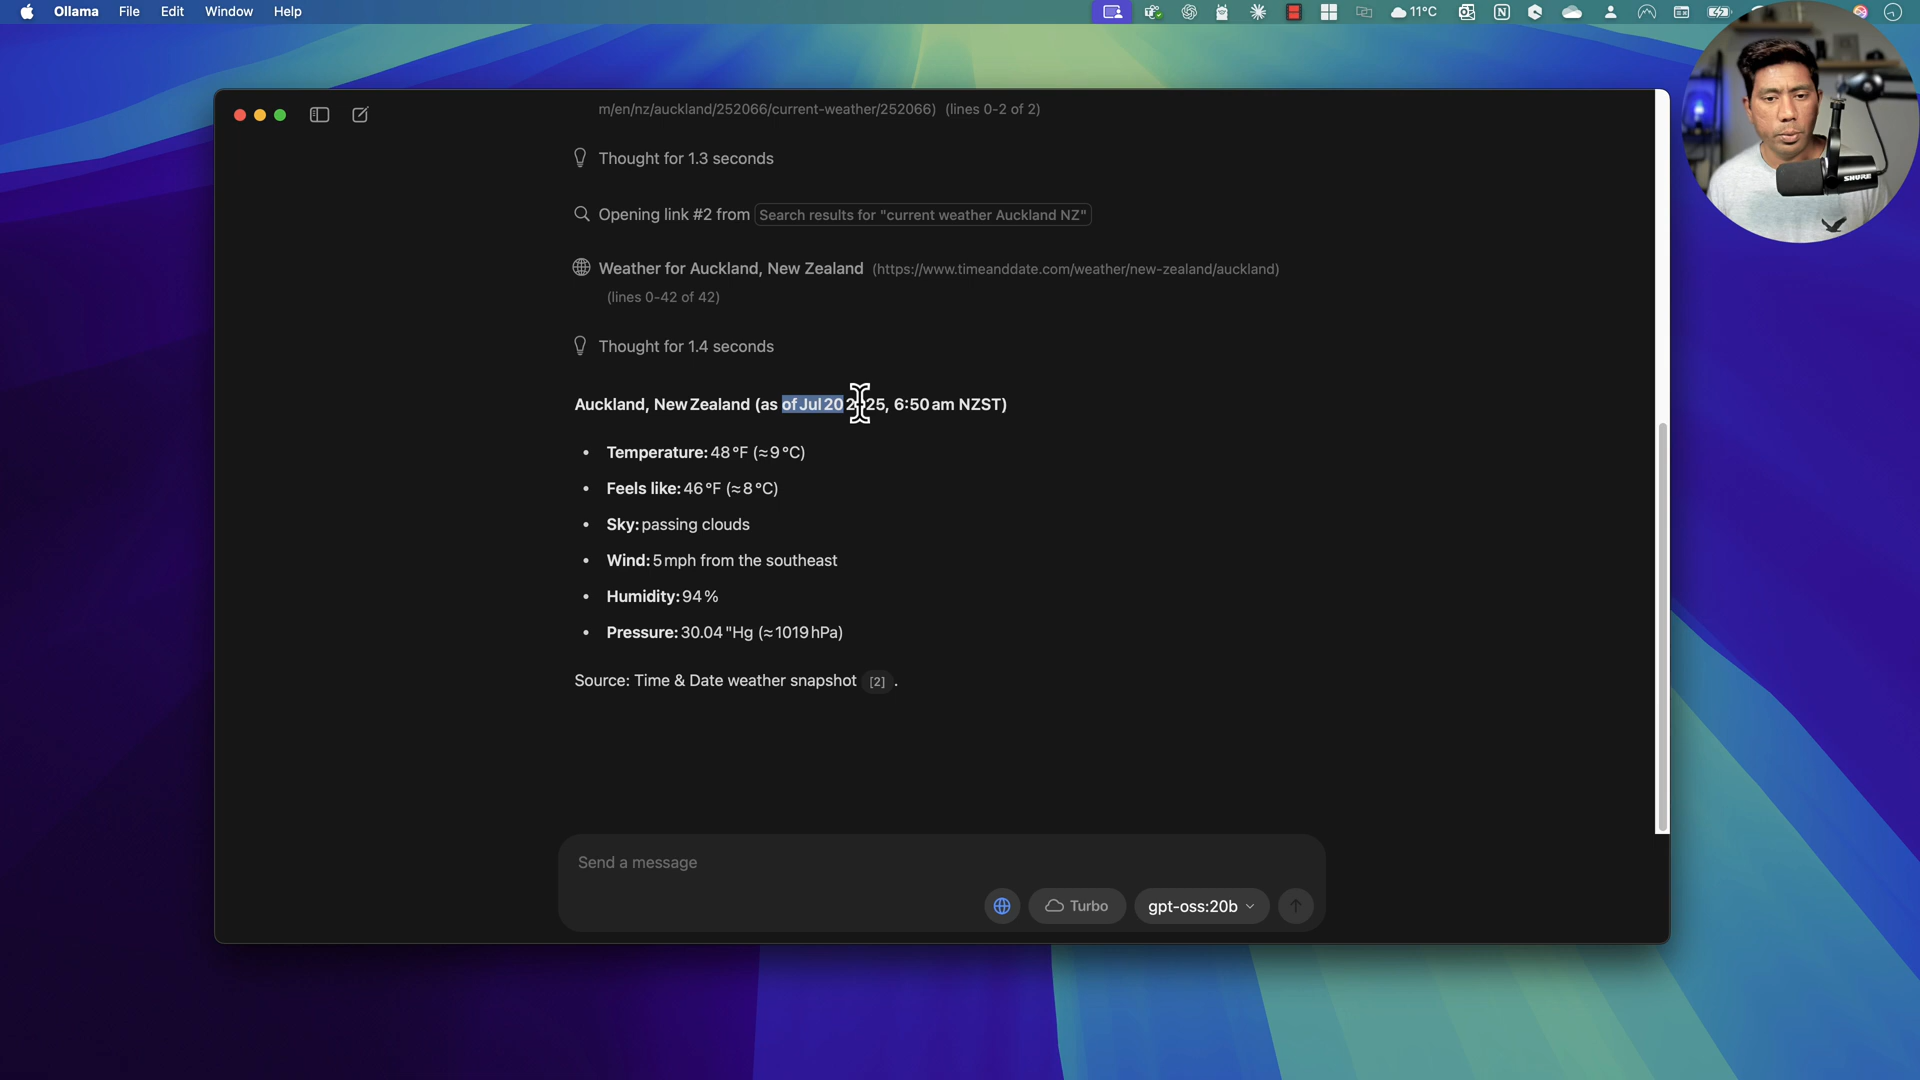 Ollama File Edit Window Help 11°C
m/en/nz/auckland/252066/current-weather/252066) (lines 0-2 of 2)
Thought for 1.3 seconds
Opening link #2 from Search results for "current weather Auckland NZ"
Weather for Auckland, New Zealand (https://www.timeanddate.com/weather/new-zealand/auckland)
(lines 0-42 of 42)
Thought for 1.4 seconds
Auckland, New Zealand (as of Jul 20 2025, 6:50 am NZST)
• Temperature: 48 °F (≈ 9 °C)
• Feels like: 46 °F (≈ 8 °C)
• Sky: passing clouds
• Wind: 5 mph from the southeast
• Humidity: 94 %
• Pressure: 30.04 "Hg (≈ 1019 hPa)
Source: Time & Date weather snapshot [2] .
Send a message
Turbo gpt-oss:20b
SHURE